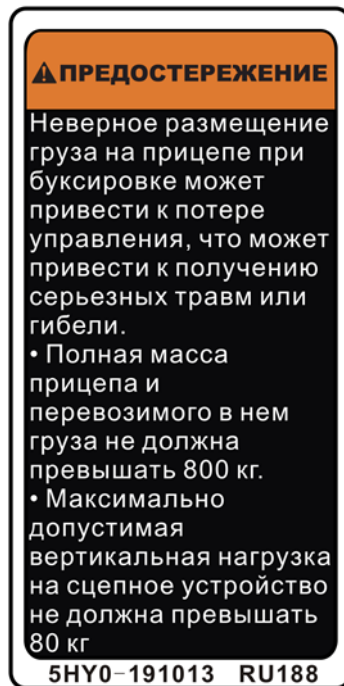 ⚠ПРЕДОСТЕРЕЖЕНИЕ
Неверное размещение
груза на прицепе при
буксировке может
привести к потере
управления, что может
привести к получению
серьезных травм или
гибели.
• Полная масса
прицепа и
перевозимого в нем
груза не должна
превышать 800 кг.
• Максимально
допустимая
вертикальная нагрузка
на сцепное устройство
не должна превышать
80 кг
5HY0-191013 RU188